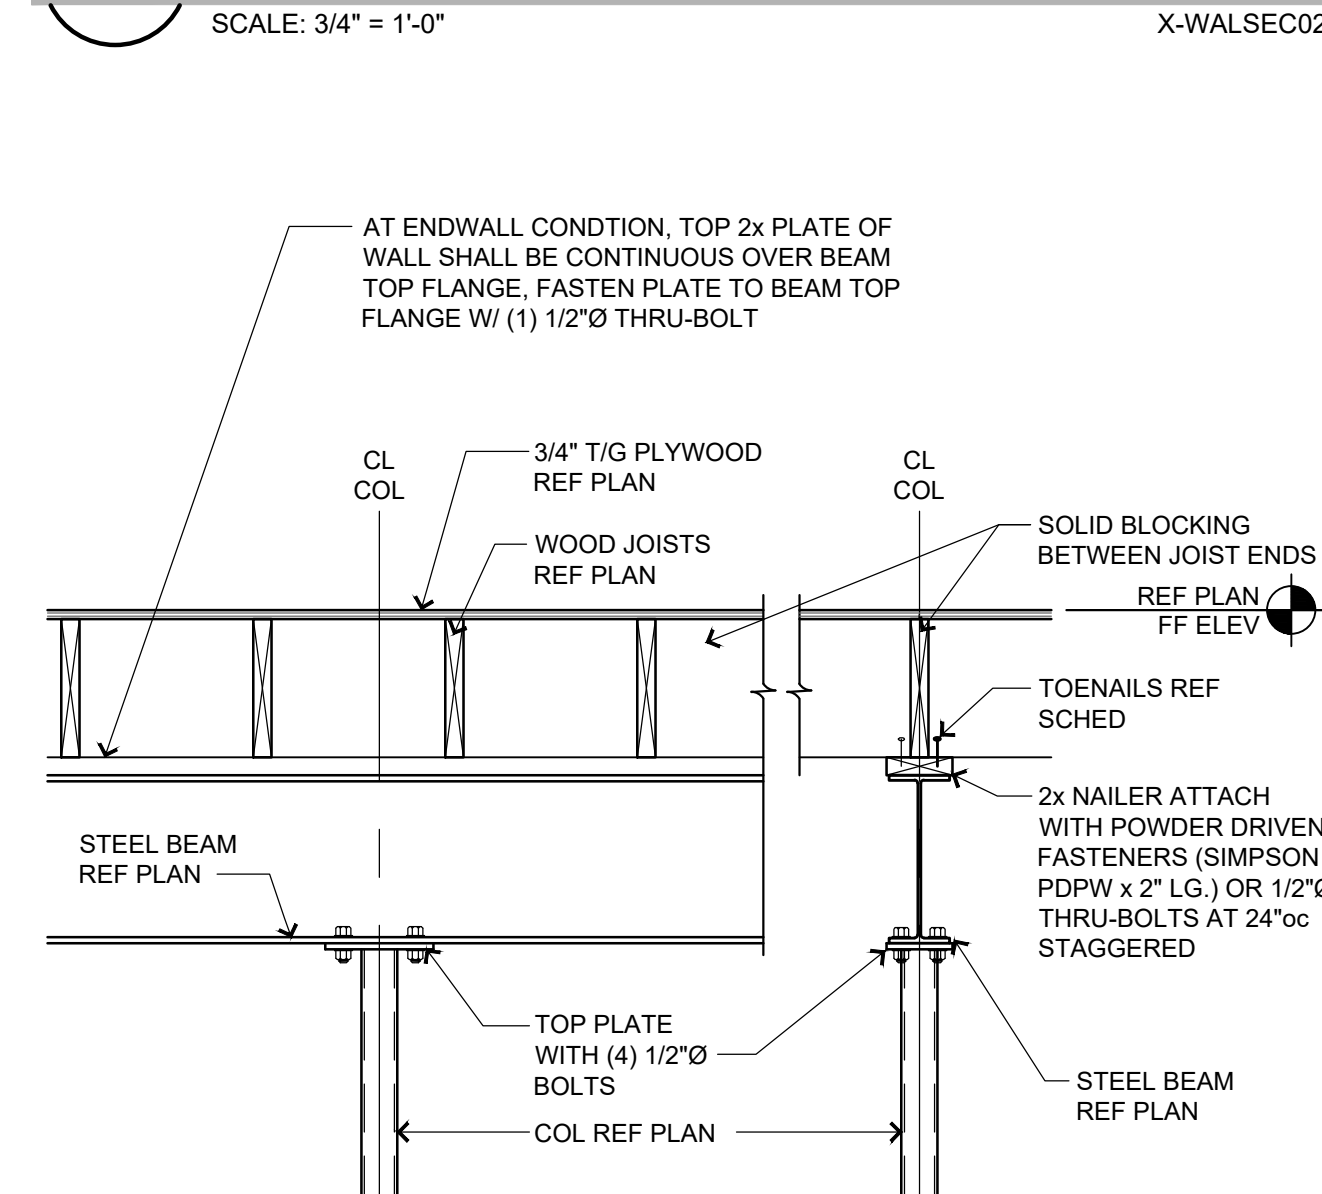 SCALE: 3/4" = 1'-0"
X-WALSEC02
AT ENDWALL CONDTION, TOP 2x PLATE OF
WALL SHALL BE CONTINUOUS OVER BEAM
TOP FLANGE, FASTEN PLATE TO BEAM TOP
FLANGE W/ (1) 1/2"Ø THRU-BOLT
CL
COL
3/4" T/G PLYWOOD
REF PLAN
WOOD JOISTS
REF PLAN
CL
COL
SOLID BLOCKING
BETWEEN JOIST ENDS
REF PLAN
FF ELEV
TOENAILS REF
SCHED
2x NAILER ATTACH
WITH POWDER DRIVEN
FASTENERS (SIMPSON
PDPW x 2" LG.) OR 1/2"Ø
THRU-BOLTS AT 24"oc
STAGGERED
STEEL BEAM
REF PLAN
TOP PLATE
WITH (4) 1/2"Ø
BOLTS
STEEL BEAM
REF PLAN
COL REF PLAN